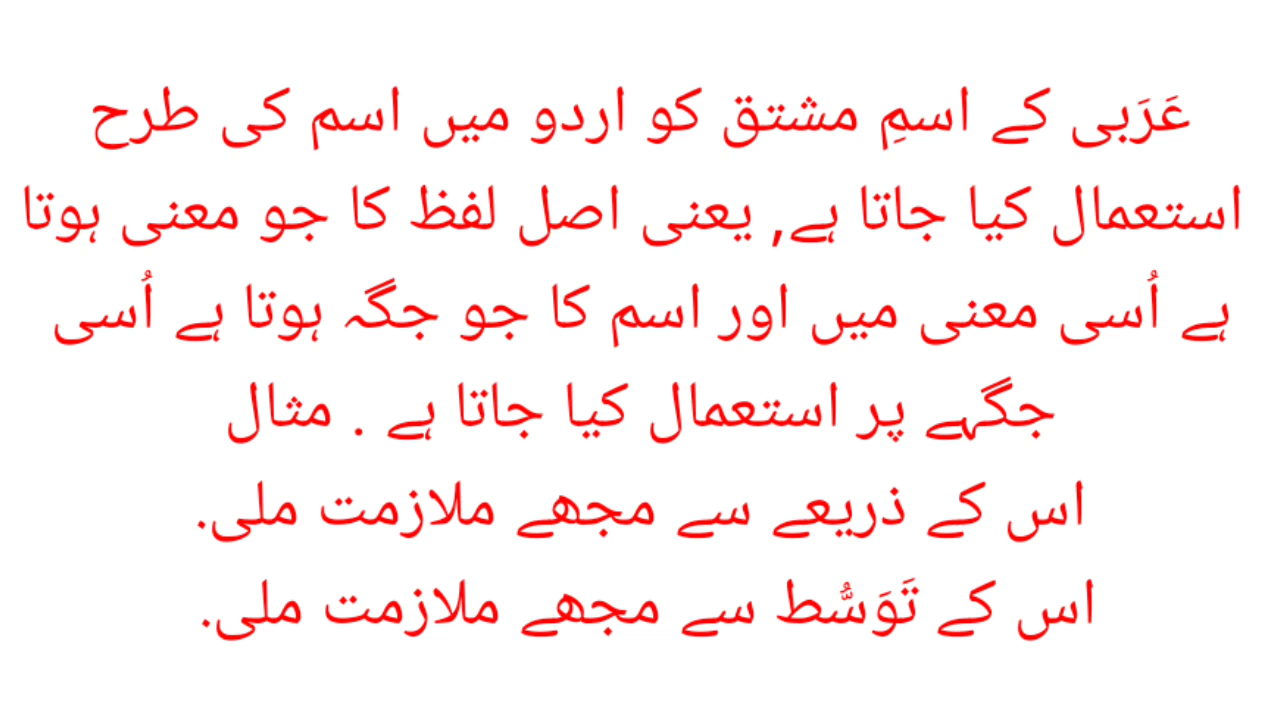 عَرَبی کے اسمِ مشتق کو اردو میں اسم کی طرح
استعمال کیا جاتا ہے, یعنی اصل لفظ کا جو معنی ہوتا
ہے اُسی معنی میں اور اسم کا جو جگہ ہوتا ہے اُسی
جگہے پر استعمال کیا جاتا ہے . مثال
اس کے ذریعے سے مجھے ملازمت ملی.
اس کے تَوَسُّط سے مجھے ملازمت ملی.